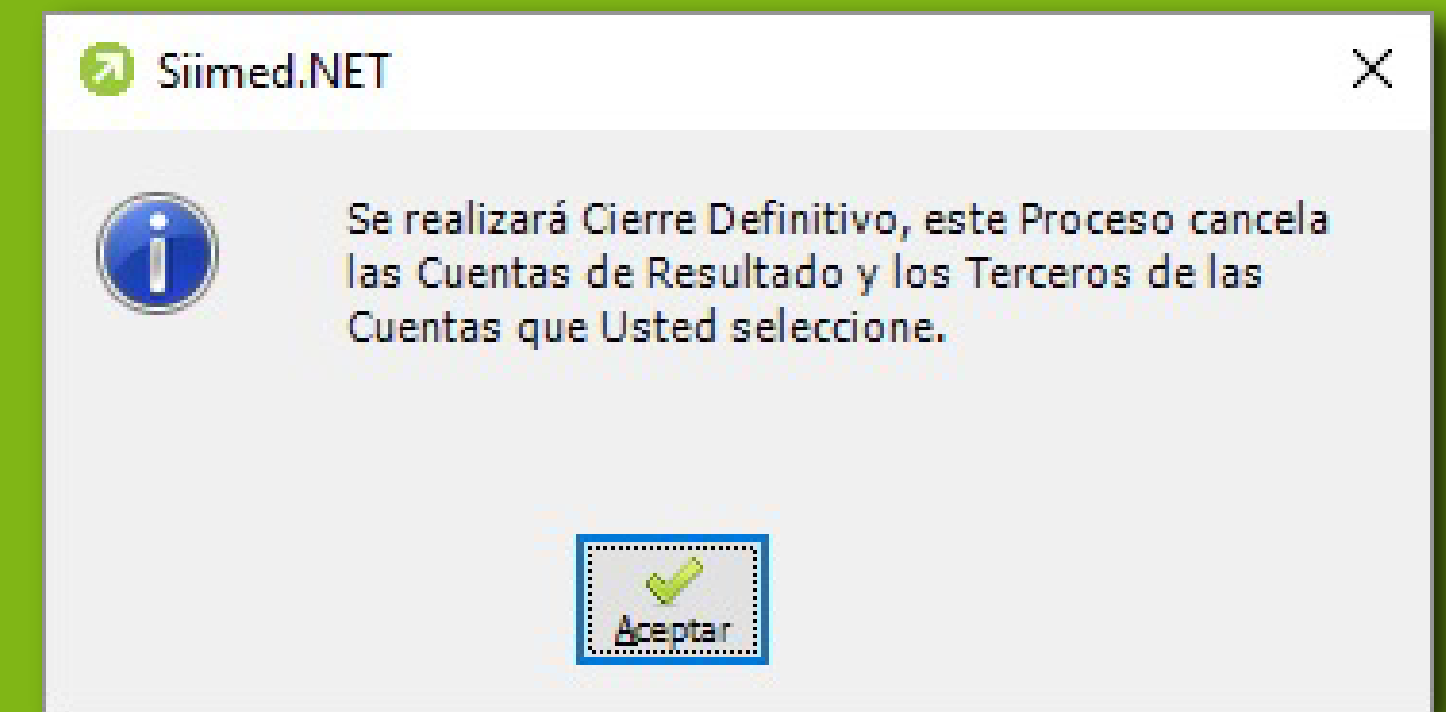 Siimed.NET
Se realizará Cierre Definitivo, este Proceso cancela
las Cuentas de Resultado y los Terceros de las
Cuentas que Usted seleccione.
Aceptar